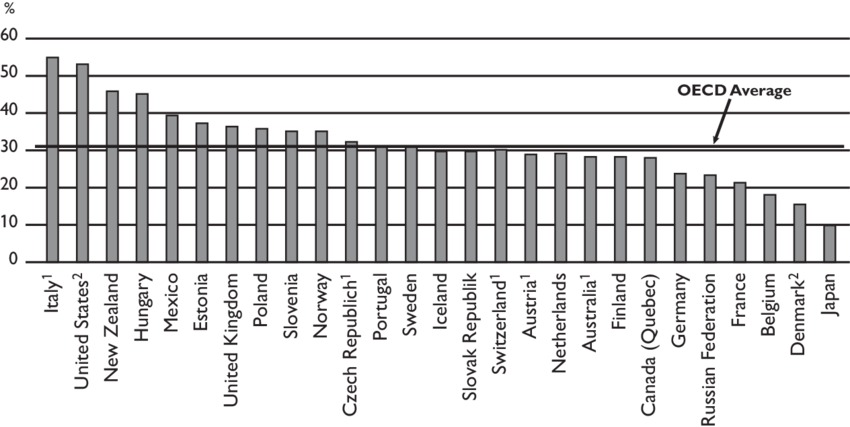 %
60
50
40
30
20
10
0
OECD Average
Italy¹
United States²
New Zealand
Hungary
Mexico
Estonia
United Kingdom
Poland
Slovenia
Norway
Czech Republich¹
Portugal
Sweden
Iceland
Slovak Republik
Switzerland¹
Austria¹
Netherlands
Australia¹
Finland
Canada (Quebec)
Germany
Russian Federation
France
Belgium
Denmark²
Japan